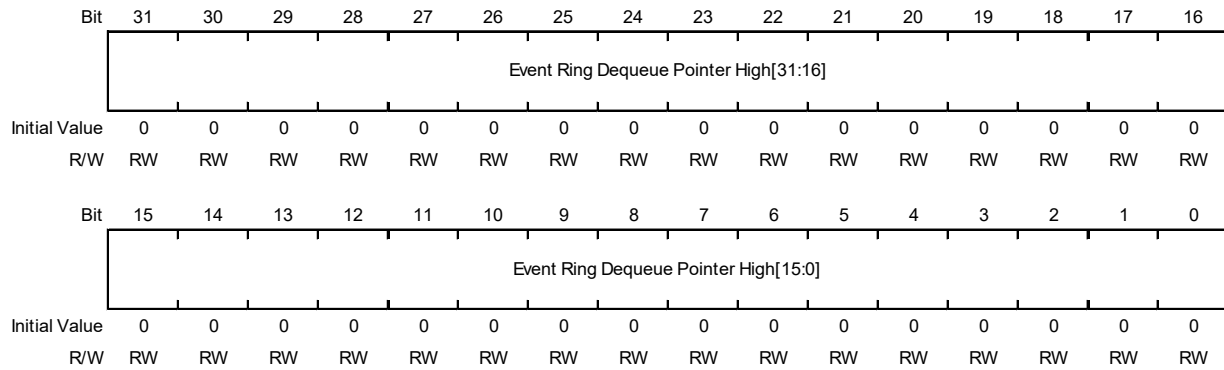 Bit 31 30 29 28 27 26 25 24 23 22 21 20 19 18 17 16
Event Ring Dequeue Pointer High[31:16]
Initial Value 0 0 0 0 0 0 0 0 0 0 0 0 0 0 0 0
R/W RW RW RW RW RW RW RW RW RW RW RW RW RW RW RW RW
Bit 15 14 13 12 11 10 9 8 7 6 5 4 3 2 1 0
Event Ring Dequeue Pointer High[15:0]
Initial Value 0 0 0 0 0 0 0 0 0 0 0 0 0 0 0 0
R/W RW RW RW RW RW RW RW RW RW RW RW RW RW RW RW RW